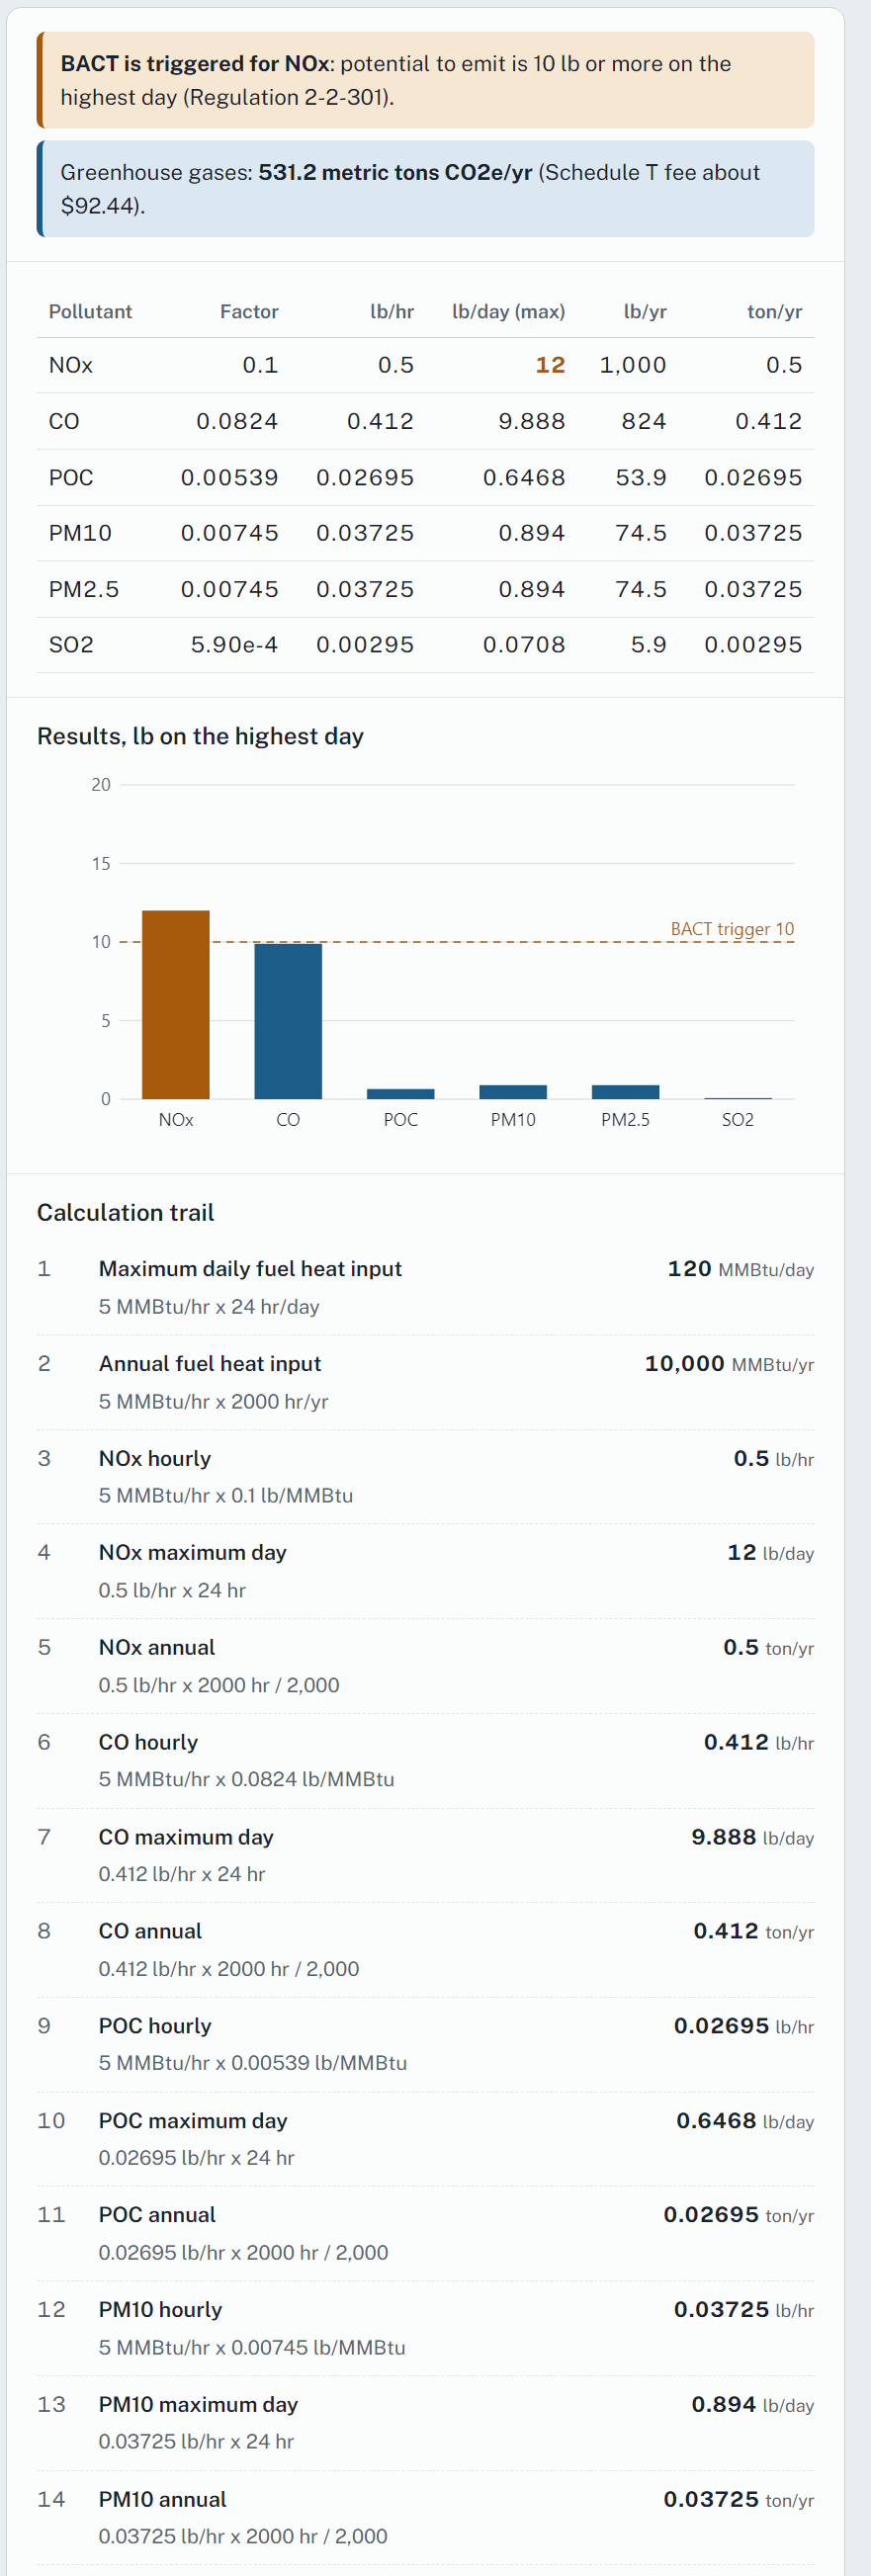 BACT is triggered for NOx: potential to emit is 10 lb or more on the
highest day (Regulation 2-2-301).
Greenhouse gases: 531.2 metric tons CO2e/yr (Schedule T fee about
$92.44).
Pollutant Factor lb/hr lb/day (max) lb/yr ton/yr
NOx 0.1 0.5 12 1,000 0.5
CO 0.0824 0.412 9.888 824 0.412
POC 0.00539 0.02695 0.6468 53.9 0.02695
PM10 0.00745 0.03725 0.894 74.5 0.03725
PM2.5 0.00745 0.03725 0.894 74.5 0.03725
SO2 5.90e-4 0.00295 0.0708 5.9 0.00295
Results, lb on the highest day
20
15
BACT trigger 10
10
5
0
NOx CO POC PM10 PM2.5 SO2
Calculation trail
1 Maximum daily fuel heat input 120 MMBtu/day
5 MMBtu/hr x 24 hr/day
2 Annual fuel heat input 10,000 MMBtu/yr
5 MMBtu/hr x 2000 hr/yr
3 NOx hourly 0.5 lb/hr
5 MMBtu/hr x 0.1 lb/MMBtu
4 NOx maximum day 12 lb/day
0.5 lb/hr x 24 hr
5 NOx annual 0.5 ton/yr
0.5 lb/hr x 2000 hr / 2,000
6 CO hourly 0.412 lb/hr
5 MMBtu/hr x 0.0824 lb/MMBtu
7 CO maximum day 9.888 lb/day
0.412 lb/hr x 24 hr
8 CO annual 0.412 ton/yr
0.412 lb/hr x 2000 hr / 2,000
9 POC hourly 0.02695 lb/hr
5 MMBtu/hr x 0.00539 lb/MMBtu
10 POC maximum day 0.6468 lb/day
0.02695 lb/hr x 24 hr
11 POC annual 0.02695 ton/yr
0.02695 lb/hr x 2000 hr / 2,000
12 PM10 hourly 0.03725 lb/hr
5 MMBtu/hr x 0.00745 lb/MMBtu
13 PM10 maximum day 0.894 lb/day
0.03725 lb/hr x 24 hr
14 PM10 annual 0.03725 ton/yr
0.03725 lb/hr x 2000 hr / 2,000